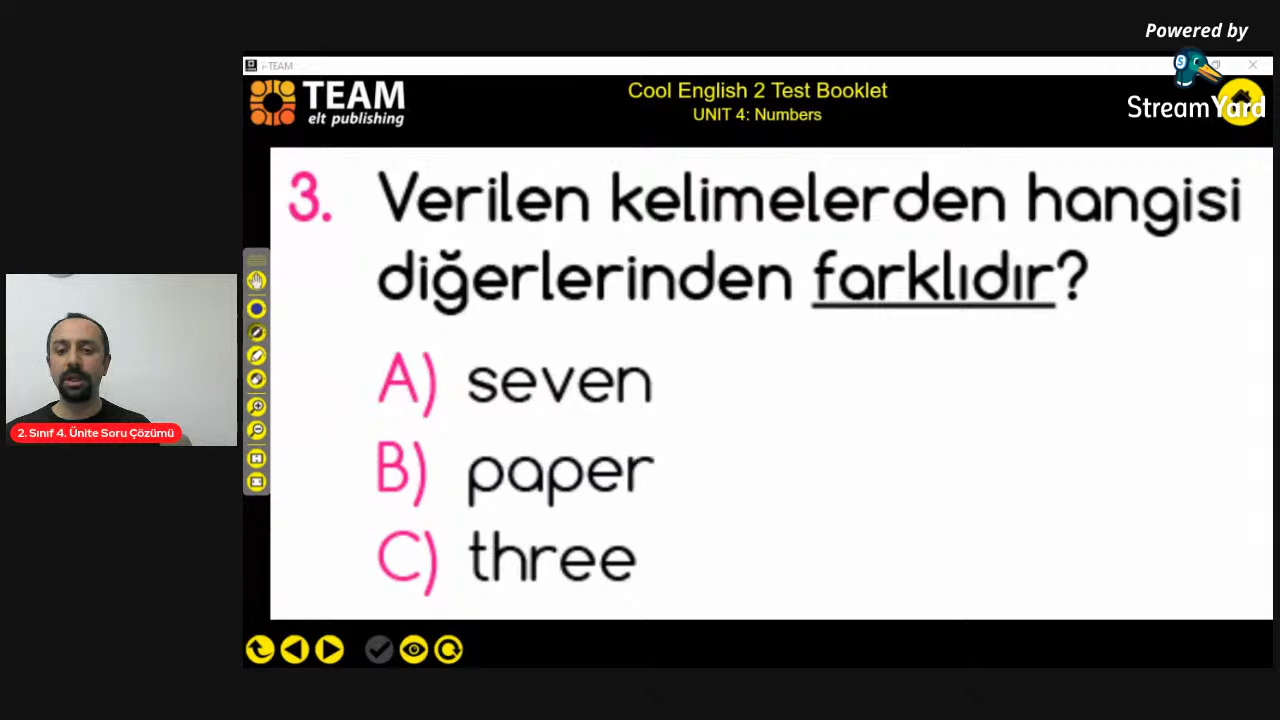 Powered by
StreamYard
i-TEAM
TEAM
elt publishing
Cool English 2 Test Booklet
UNIT 4: Numbers
3. Verilen kelimelerden hangisi
diğerlerinden farklıdır?
A) seven
B) paper
C) three
2. Sınıf 4. Ünite Soru Çözümü